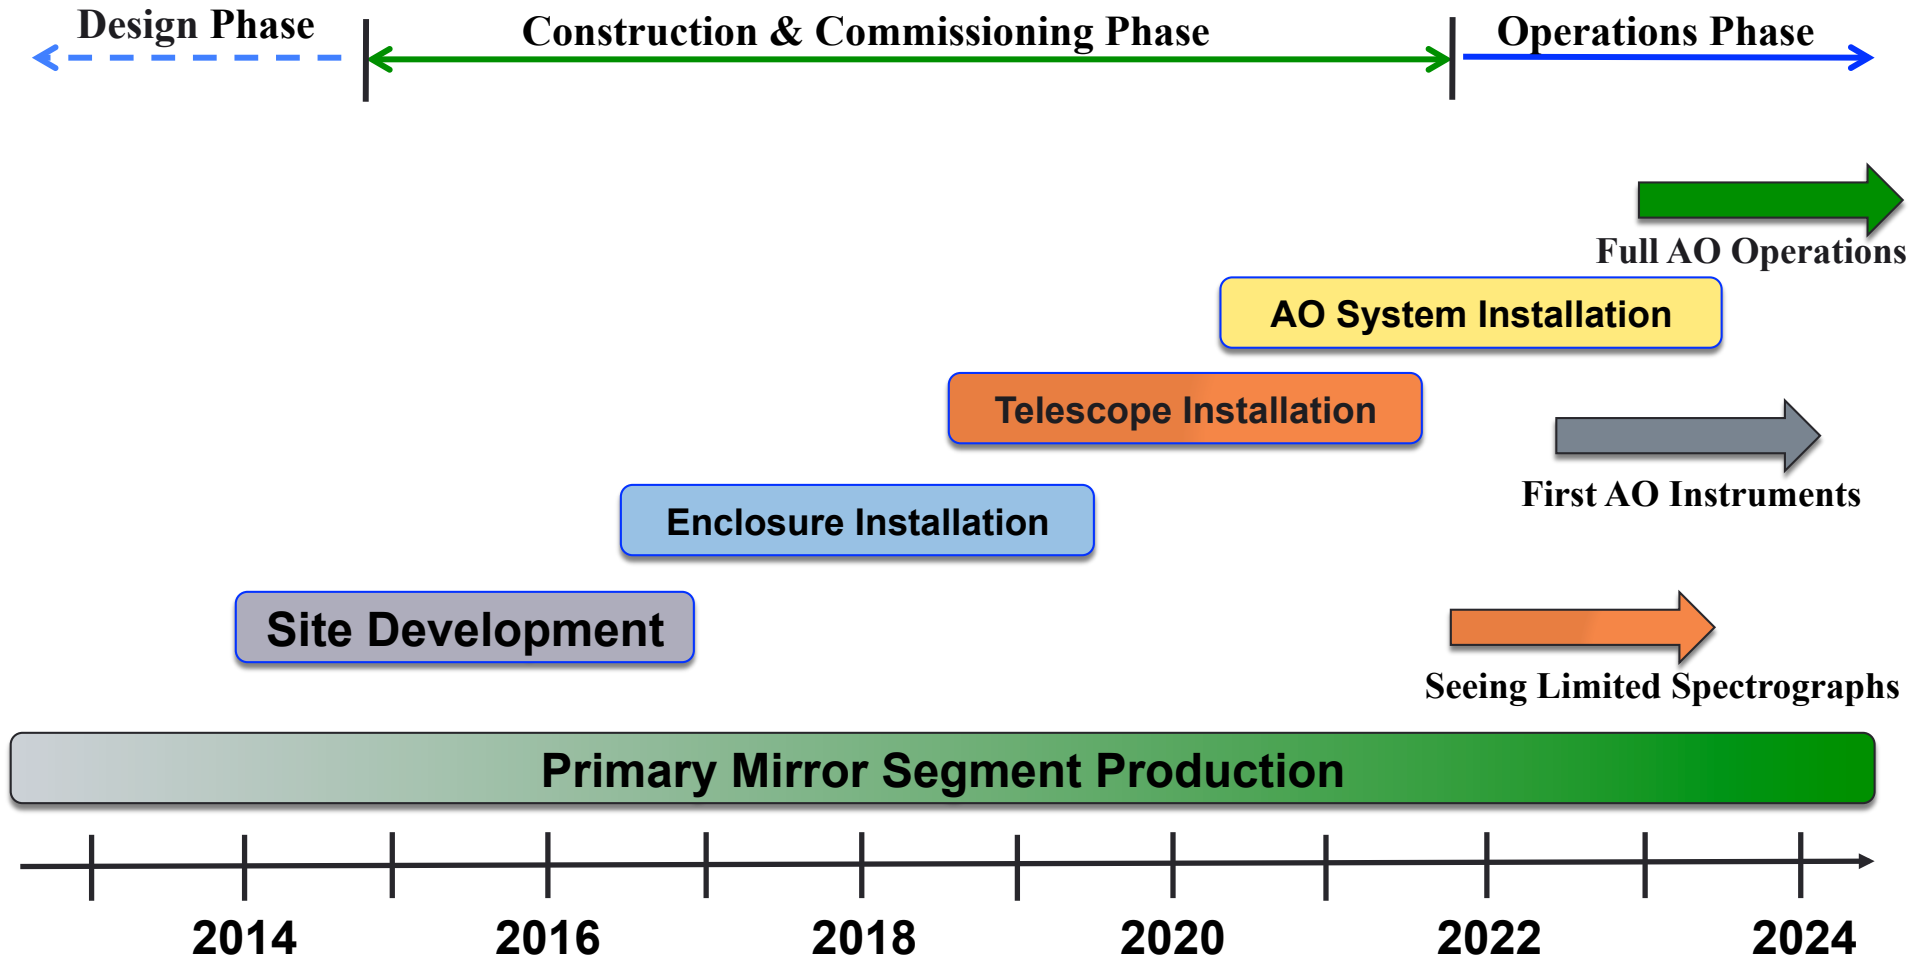 Design Phase
Construction & Commissioning Phase
Operations Phase
Full AO Operations
AO System Installation
Telescope Installation
First AO Instruments
Enclosure Installation
Site Development
Seeing Limited Spectrographs
Primary Mirror Segment Production
2014
2016
2018
2020
2022
2024